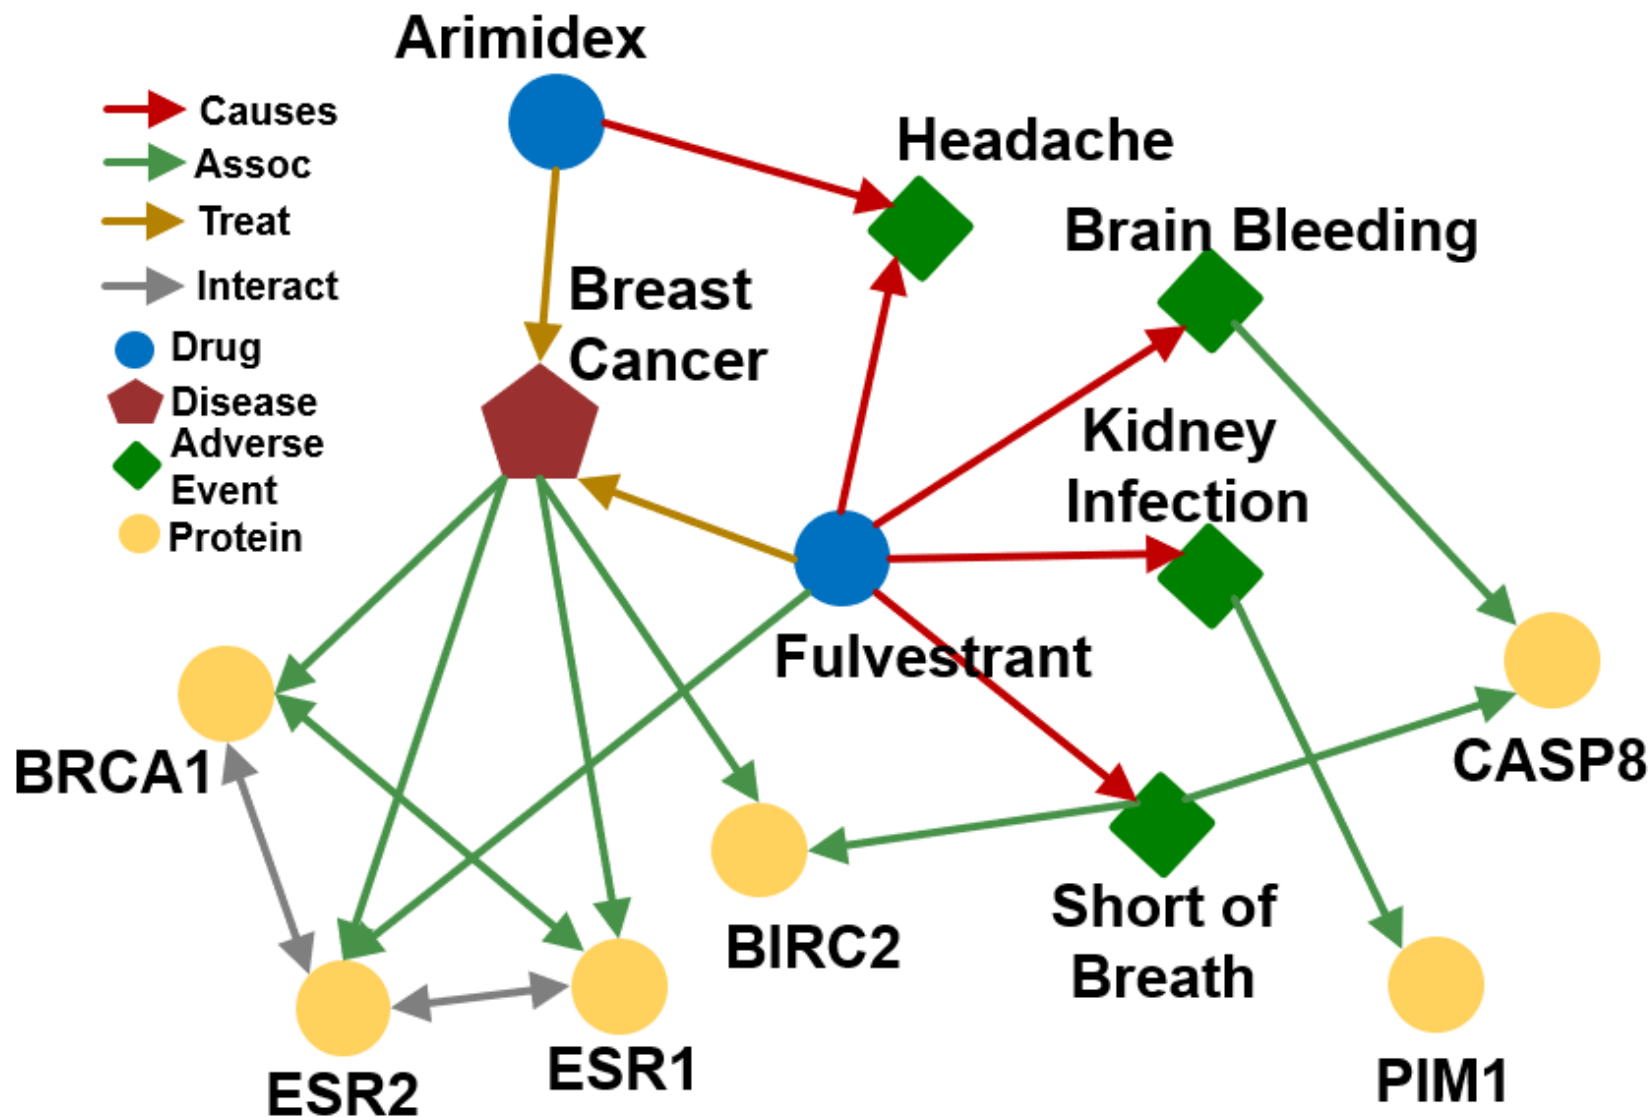 Arimidex
Causes
Assoc
Treat
Interact
Drug
Disease
Adverse
Event
Protein
Headache
Brain Bleeding
Breast
Cancer
Kidney
Infection
Fulvestrant
BRCA1
CASP8
BIRC2
Short of
Breath
ESR1
ESR2
PIM1